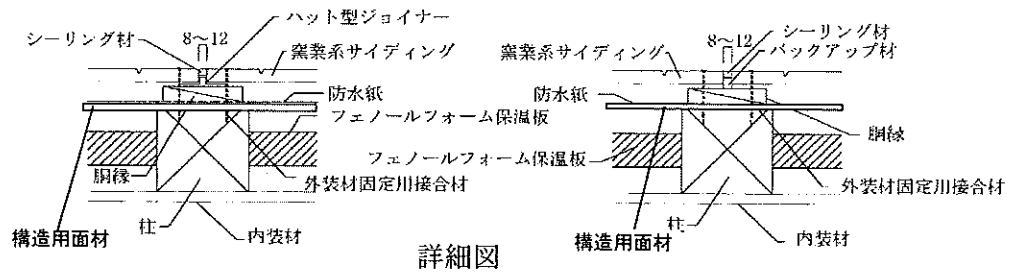 ハット型ジョイナー
シーリング材
8〜12
窯業系サイディング
防水紙
フェノールフォーム保温板
胴縁
外装材固定用接合材
柱
内装材
構造用面材
シーリング材
8〜12
バックアップ材
窯業系サイディング
防水紙
胴縁
フェノールフォーム保温板
外装材固定用接合材
柱
内装材
構造用面材
詳細図